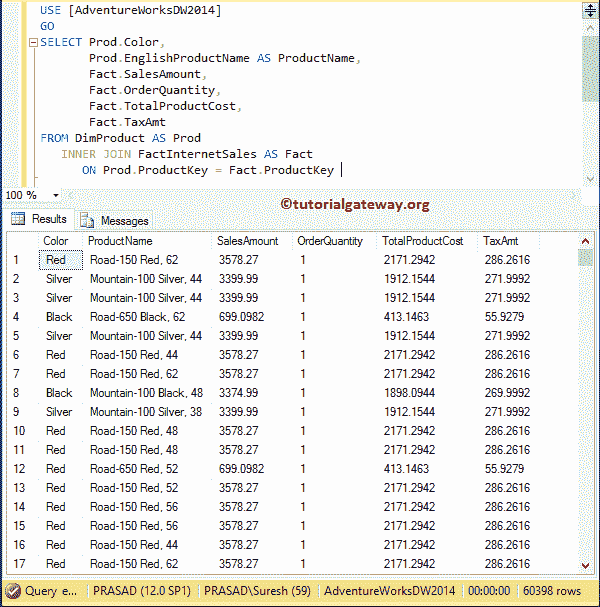 USE [AdventureWorksDW2014]
GO
SELECT Prod.Color,
Prod.EnglishProductName AS ProductName,
Fact.SalesAmount,
Fact.OrderQuantity,
Fact.TotalProductCost,
Fact.TaxAmt
FROM DimProduct AS Prod
INNER JOIN FactInternetSales AS Fact
ON Prod.ProductKey = Fact.ProductKey
100 %
©tutorialgateway.org
Results Messages
Color ProductName SalesAmount OrderQuantity TotalProductCost TaxAmt
1 Red Road-150 Red, 62 3578.27 1 2171.2942 286.2616
2 Silver Mountain-100 Silver, 44 3399.99 1 1912.1544 271.9992
3 Silver Mountain-100 Silver, 44 3399.99 1 1912.1544 271.9992
4 Black Road-650 Black, 62 699.0982 1 413.1463 55.9279
5 Silver Mountain-100 Silver, 44 3399.99 1 1912.1544 271.9992
6 Red Road-150 Red, 44 3578.27 1 2171.2942 286.2616
7 Red Road-150 Red, 62 3578.27 1 2171.2942 286.2616
8 Black Mountain-100 Black, 48 3374.99 1 1898.0944 269.9992
9 Silver Mountain-100 Silver, 38 3399.99 1 1912.1544 271.9992
10 Red Road-150 Red, 48 3578.27 1 2171.2942 286.2616
11 Red Road-150 Red, 48 3578.27 1 2171.2942 286.2616
12 Red Road-650 Red, 52 699.0982 1 413.1463 55.9279
13 Red Road-150 Red, 52 3578.27 1 2171.2942 286.2616
14 Red Road-150 Red, 56 3578.27 1 2171.2942 286.2616
15 Red Road-150 Red, 56 3578.27 1 2171.2942 286.2616
16 Red Road-150 Red, 44 3578.27 1 2171.2942 286.2616
17 Red Road-150 Red, 62 3578.27 1 2171.2942 286.2616
Query e... PRASAD (12.0 SP1) PRASAD\Suresh (59) AdventureWorksDW2014 00:00:00 60398 rows